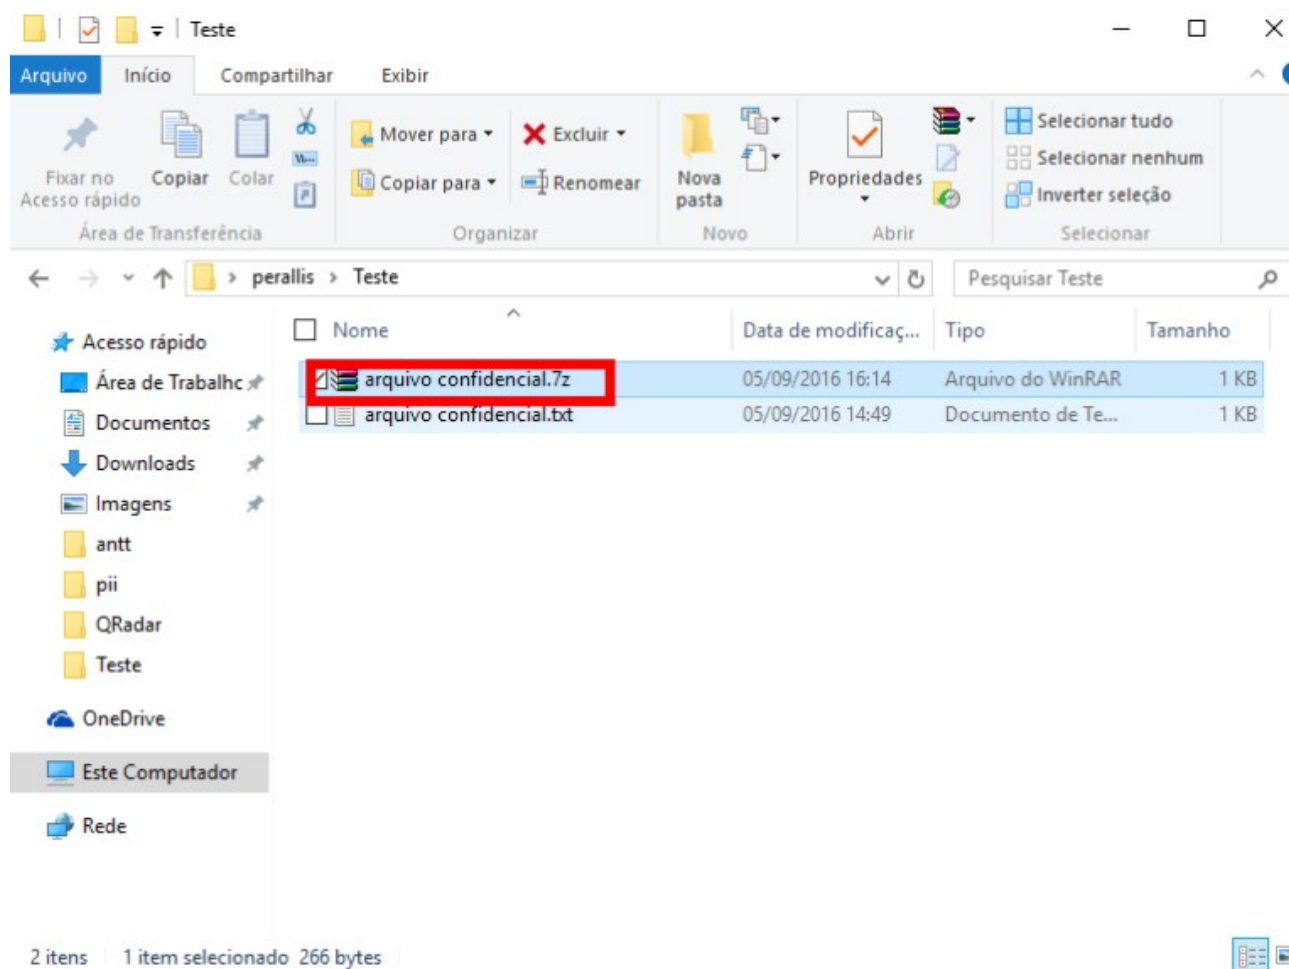 Teste
Arquivo Início Compartilhar Exibir
Fixar no
Acesso rápido
Copiar
Colar
Mover para
Copiar para
Excluir
Renomear
Nova
pasta
Propriedades
Selecionar tudo
Selecionar nenhum
Inverter seleção
Área de Transferência Organizar Novo Abrir Selecionar
perallis > Teste
Pesquisar Teste
Nome Data de modificaç... Tipo Tamanho
arquivo confidencial.7z 05/09/2016 16:14 Arquivo do WinRAR 1 KB
arquivo confidencial.txt 05/09/2016 14:49 Documento de Te... 1 KB
Acesso rápido
Área de Trabalhc
Documentos
Downloads
Imagens
antt
pii
QRadar
Teste
OneDrive
Este Computador
Rede
2 itens 1 item selecionado 266 bytes